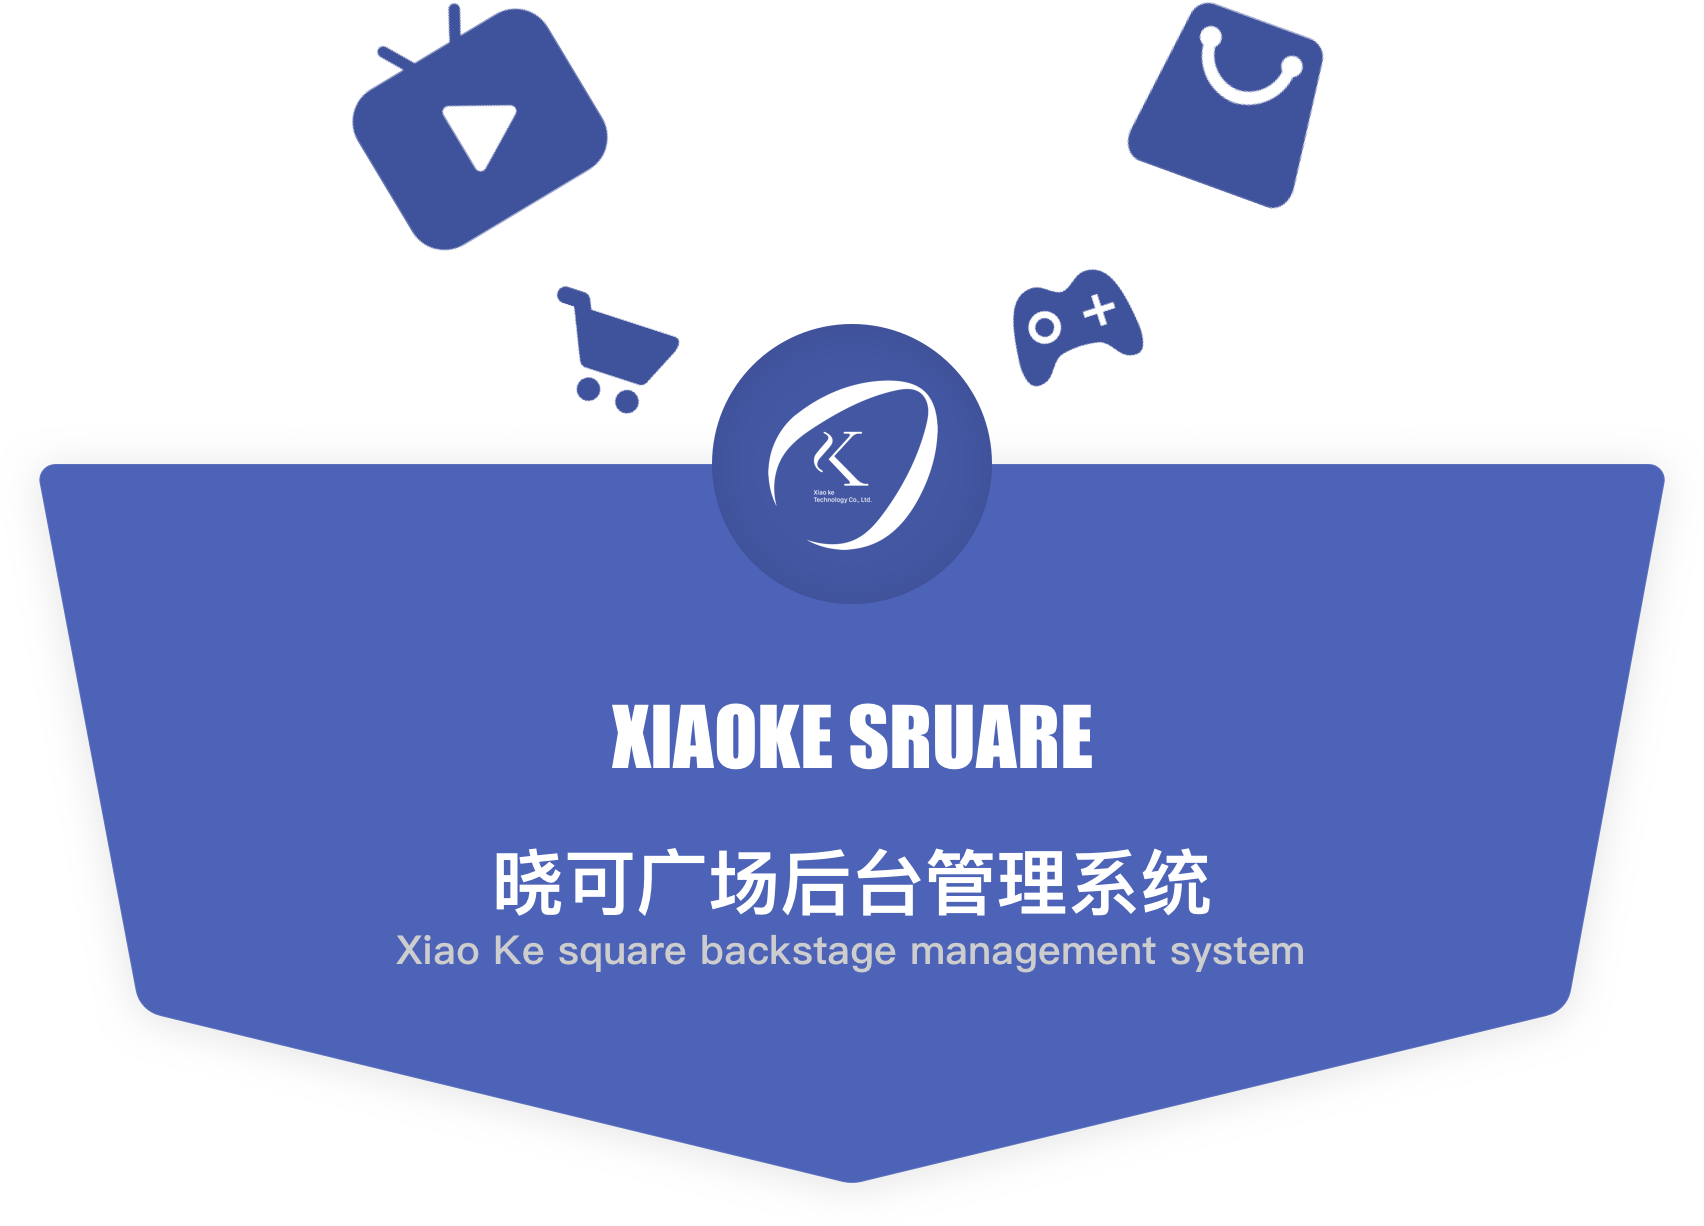 Xiao ke
Technology Co., Ltd.
XIAOKE SRUARE
晓可广场后台管理系统
Xiao Ke square backstage management system